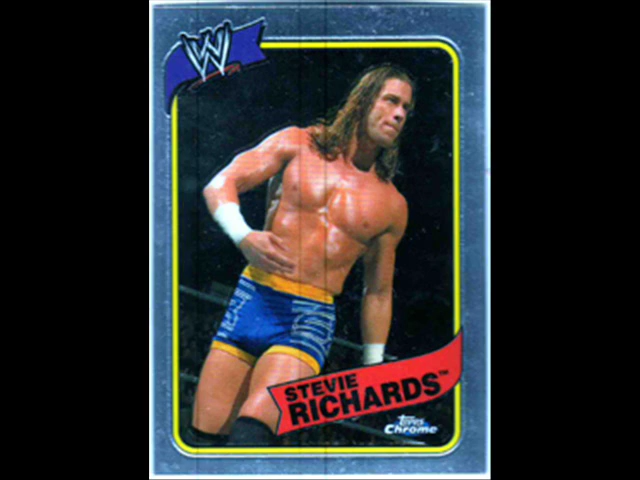 W
STEVIE
RICHARDS™
Topps
Chrome